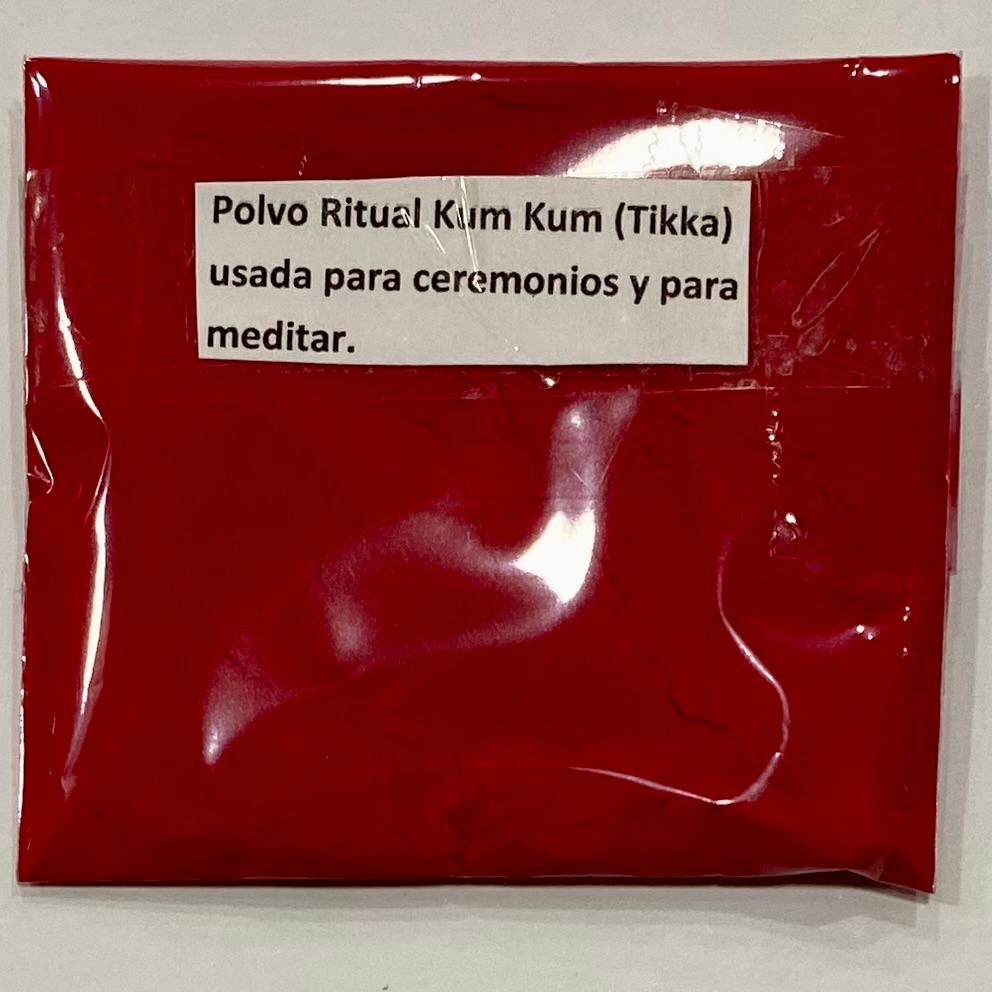 Polvo Ritual Kum Kum (Tikka)
usada para ceremonios y para
meditar.